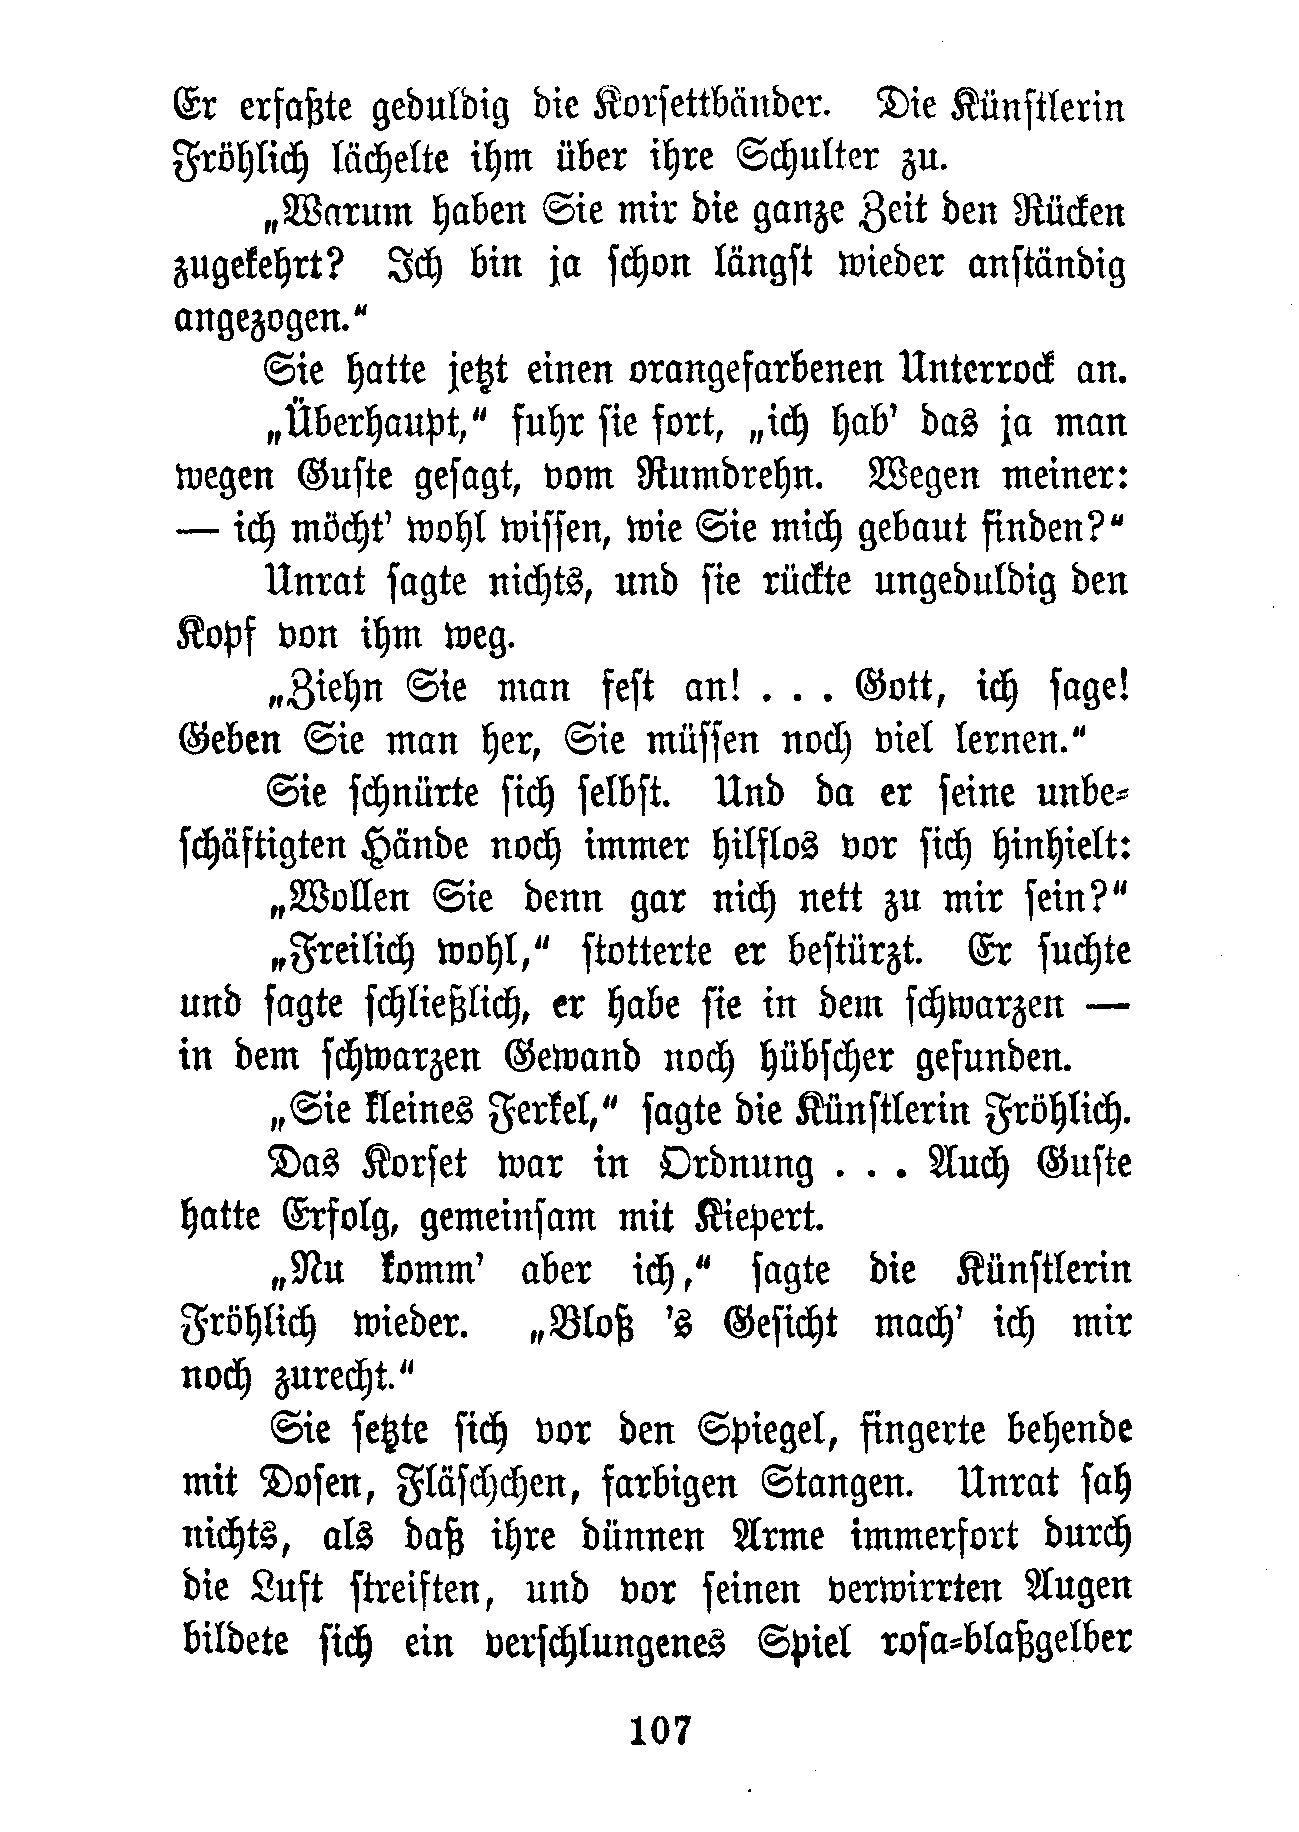 Er erfaßte geduldig die Korsettbänder. Die Künstlerin
Fröhlich lächelte ihm über ihre Schulter zu.
„Warum haben Sie mir die ganze Zeit den Rücken
zugekehrt? Ich bin ja schon längst wieder anständig
angezogen.“
Sie hatte jetzt einen orangefarbenen Unterrock an.
„Überhaupt,“ fuhr sie fort, „ich hab' das ja man
wegen Guste gesagt, vom Rumdrehn. Wegen meiner:
— ich möcht' wohl wissen, wie Sie mich gebaut finden?“
Unrat sagte nichts, und sie rückte ungeduldig den
Kopf von ihm weg.
„Ziehn Sie man fest an! . . . Gott, ich sage!
Geben Sie man her, Sie müssen noch viel lernen.“
Sie schnürte sich selbst. Und da er seine unbe-
schäftigten Hände noch immer hilflos vor sich hinhielt:
„Wollen Sie denn gar nich nett zu mir sein?“
„Freilich wohl,“ stotterte er bestürzt. Er suchte
und sagte schließlich, er habe sie in dem schwarzen —
in dem schwarzen Gewand noch hübscher gefunden.
„Sie kleines Ferkel,“ sagte die Künstlerin Fröhlich.
Das Korset war in Ordnung . . . Auch Guste
hatte Erfolg, gemeinsam mit Kiepert.
„Nu komm' aber ich,“ sagte die Künstlerin
Fröhlich wieder. „Bloß 's Gesicht mach' ich mir
noch zurecht.“
Sie setzte sich vor den Spiegel, fingerte behende
mit Dosen, Fläschchen, farbigen Stangen. Unrat sah
nichts, als daß ihre dünnen Arme immerfort durch
die Luft streiften, und vor seinen verwirrten Augen
bildete sich ein verschlungenes Spiel rosa-blaßgelber
107